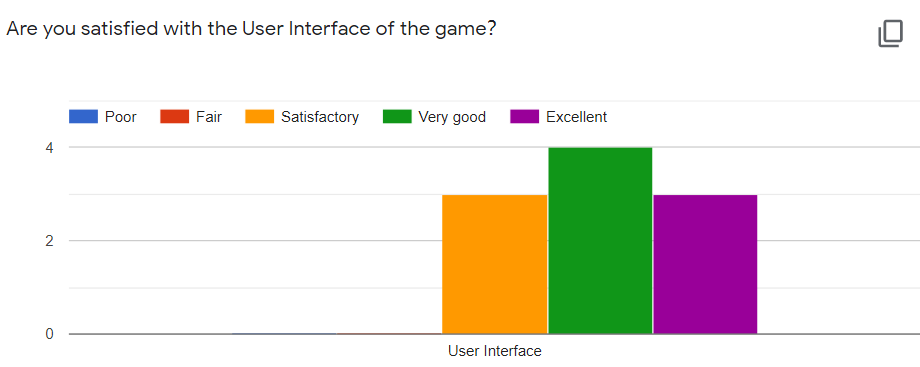 Are you satisfied with the User Interface of the game?
Poor Fair Satisfactory Very good Excellent
4
2
0
User Interface